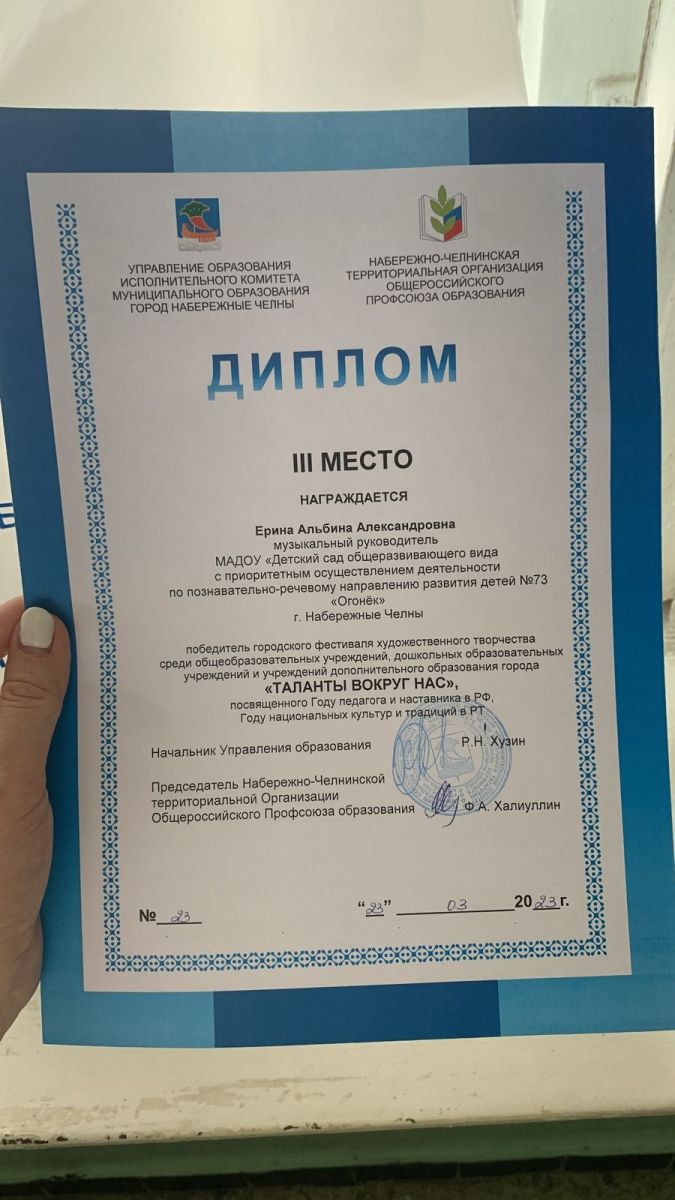 УПРАВЛЕНИЕ ОБРАЗОВАНИЯ
ИСПОЛНИТЕЛЬНОГО КОМИТЕТА
МУНИЦИПАЛЬНОГО ОБРАЗОВАНИЯ
ГОРОД НАБЕРЕЖНЫЕ ЧЕЛНЫ
НАБЕРЕЖНО-ЧЕЛНИНСКАЯ
ТЕРРИТОРИАЛЬНАЯ ОРГАНИЗАЦИЯ
ОБЩЕРОССИЙСКОГО
ПРОФСОЮЗА ОБРАЗОВАНИЯ
ДИПЛОМ
III МЕСТО
НАГРАЖДАЕТСЯ
Ерина Альбина Александровна
музыкальный руководитель
МАДОУ «Детский сад общеразвивающего вида
с приоритетным осуществлением деятельности
по познавательно-речевому направлению развития детей №73
«Огонёк»
г. Набережные Челны
победитель городского фестиваля художественного творчества
среди общеобразовательных учреждений, дошкольных образовательных
учреждений и учреждений дополнительного образования города
«ТАЛАНТЫ ВОКРУГ НАС»,
посвященного Году педагога и наставника в РФ,
Году национальных культур и традиций в РТ
Начальник Управления образования Р.Н. Хузин
Председатель Набережно-Челнинской
территориальной Организации
Общероссийского Профсоюза образования Ф.А. Халиуллин
№ 23 “23” 03 2023 г.